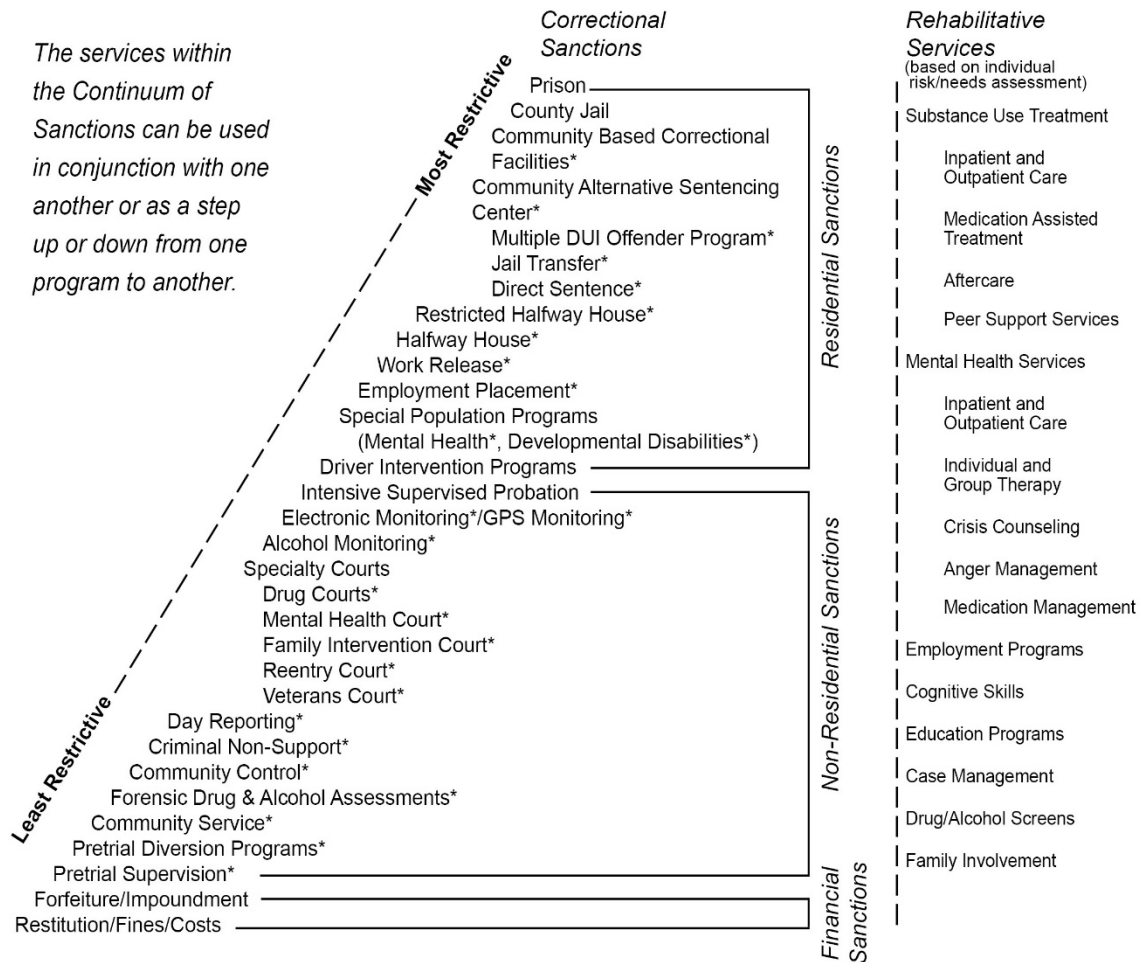 The services within
the Continuum of
Sanctions can be used
in conjunction with one
another or as a step
up or down from one
program to another.
Most Restrictive
Least Restrictive
Correctional
Sanctions
Prison
County Jail
Community Based Correctional
Facilities*
Community Alternative Sentencing
Center*
Multiple DUI Offender Program*
Jail Transfer*
Direct Sentence*
Restricted Halfway House*
Halfway House*
Work Release*
Employment Placement*
Special Population Programs
(Mental Health*, Developmental Disabilities*)
Driver Intervention Programs
Intensive Supervised Probation
Electronic Monitoring*/GPS Monitoring*
Alcohol Monitoring*
Specialty Courts
Drug Courts*
Mental Health Court*
Family Intervention Court*
Reentry Court*
Veterans Court*
Day Reporting*
Criminal Non-Support*
Community Control*
Forensic Drug & Alcohol Assessments*
Community Service*
Pretrial Diversion Programs*
Pretrial Supervision*
Forfeiture/Impoundment
Restitution/Fines/Costs
Residential Sanctions
Non-Residential Sanctions
Financial
Sanctions
Rehabilitative
Services
(based on individual
risk/needs assessment)
Substance Use Treatment
Inpatient and
Outpatient Care
Medication Assisted
Treatment
Aftercare
Peer Support Services
Mental Health Services
Inpatient and
Outpatient Care
Individual and
Group Therapy
Crisis Counseling
Anger Management
Medication Management
Employment Programs
Cognitive Skills
Education Programs
Case Management
Drug/Alcohol Screens
Family Involvement